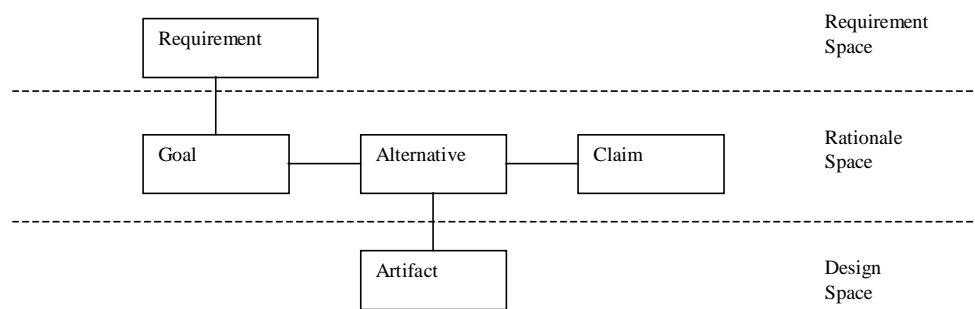 Requirement
Requirement
Space
Goal
Alternative
Claim
Rationale
Space
Artifact
Design
Space